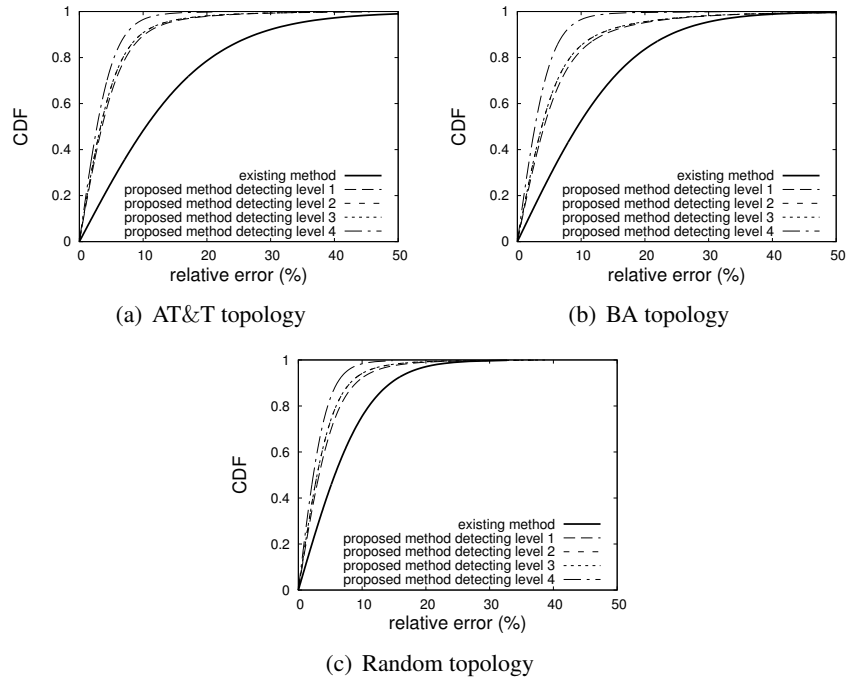 1
0.8
0.6
0.4
0.2
0
CDF
existing method
proposed method detecting level 1
proposed method detecting level 2
proposed method detecting level 3
proposed method detecting level 4
0 10 20 30 40 50
relative error (%)
(a) AT&T topology
1
0.8
0.6
0.4
0.2
0
CDF
existing method
proposed method detecting level 1
proposed method detecting level 2
proposed method detecting level 3
proposed method detecting level 4
0 10 20 30 40 50
relative error (%)
(b) BA topology
1
0.8
0.6
0.4
0.2
0
CDF
existing method
proposed method detecting level 1
proposed method detecting level 2
proposed method detecting level 3
proposed method detecting level 4
0 10 20 30 40 50
relative error (%)
(c) Random topology